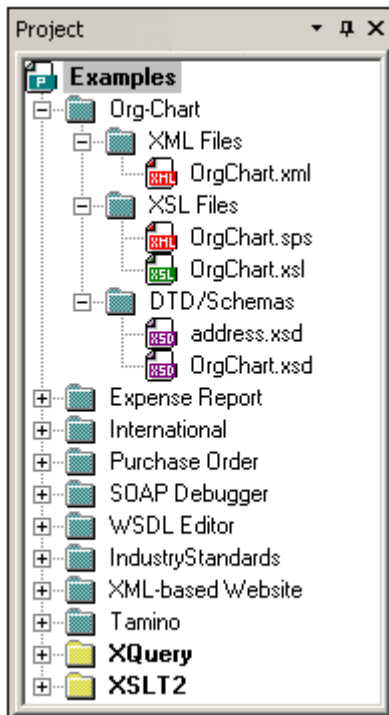 Project
Examples
Org-Chart
XML Files
OrgChart.xml
XSL Files
OrgChart.sps
OrgChart.xsl
DTD/Schemas
address.xsd
OrgChart.xsd
Expense Report
International
Purchase Order
SOAP Debugger
WSDL Editor
IndustryStandards
XML-based Website
Tamino
XQuery
XSLT2